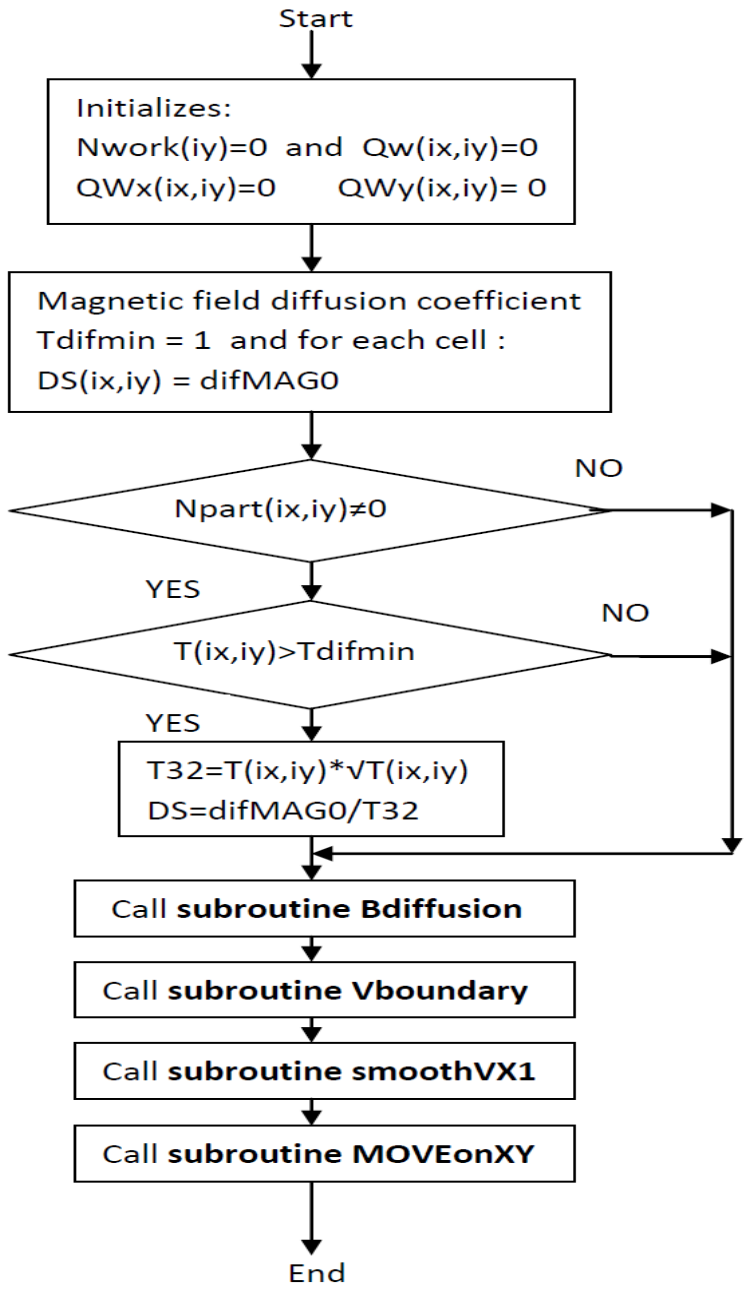 Start
Initializes:
Nwork(iy)=0 and Qw(ix,iy)=0
QWx(ix,iy)=0 QWy(ix,iy)= 0
Magnetic field diffusion coefficient
Tdifmin = 1 and for each cell :
DS(ix,iy) = difMAG0
NO
Npart(ix,iy)≠0
YES
NO
T(ix,iy)>Tdifmin
YES
T32=T(ix,iy)*√T(ix,iy)
DS=difMAG0/T32
Call subroutine Bdiffusion
Call subroutine Vboundary
Call subroutine smoothVX1
Call subroutine MOVEonXY
End